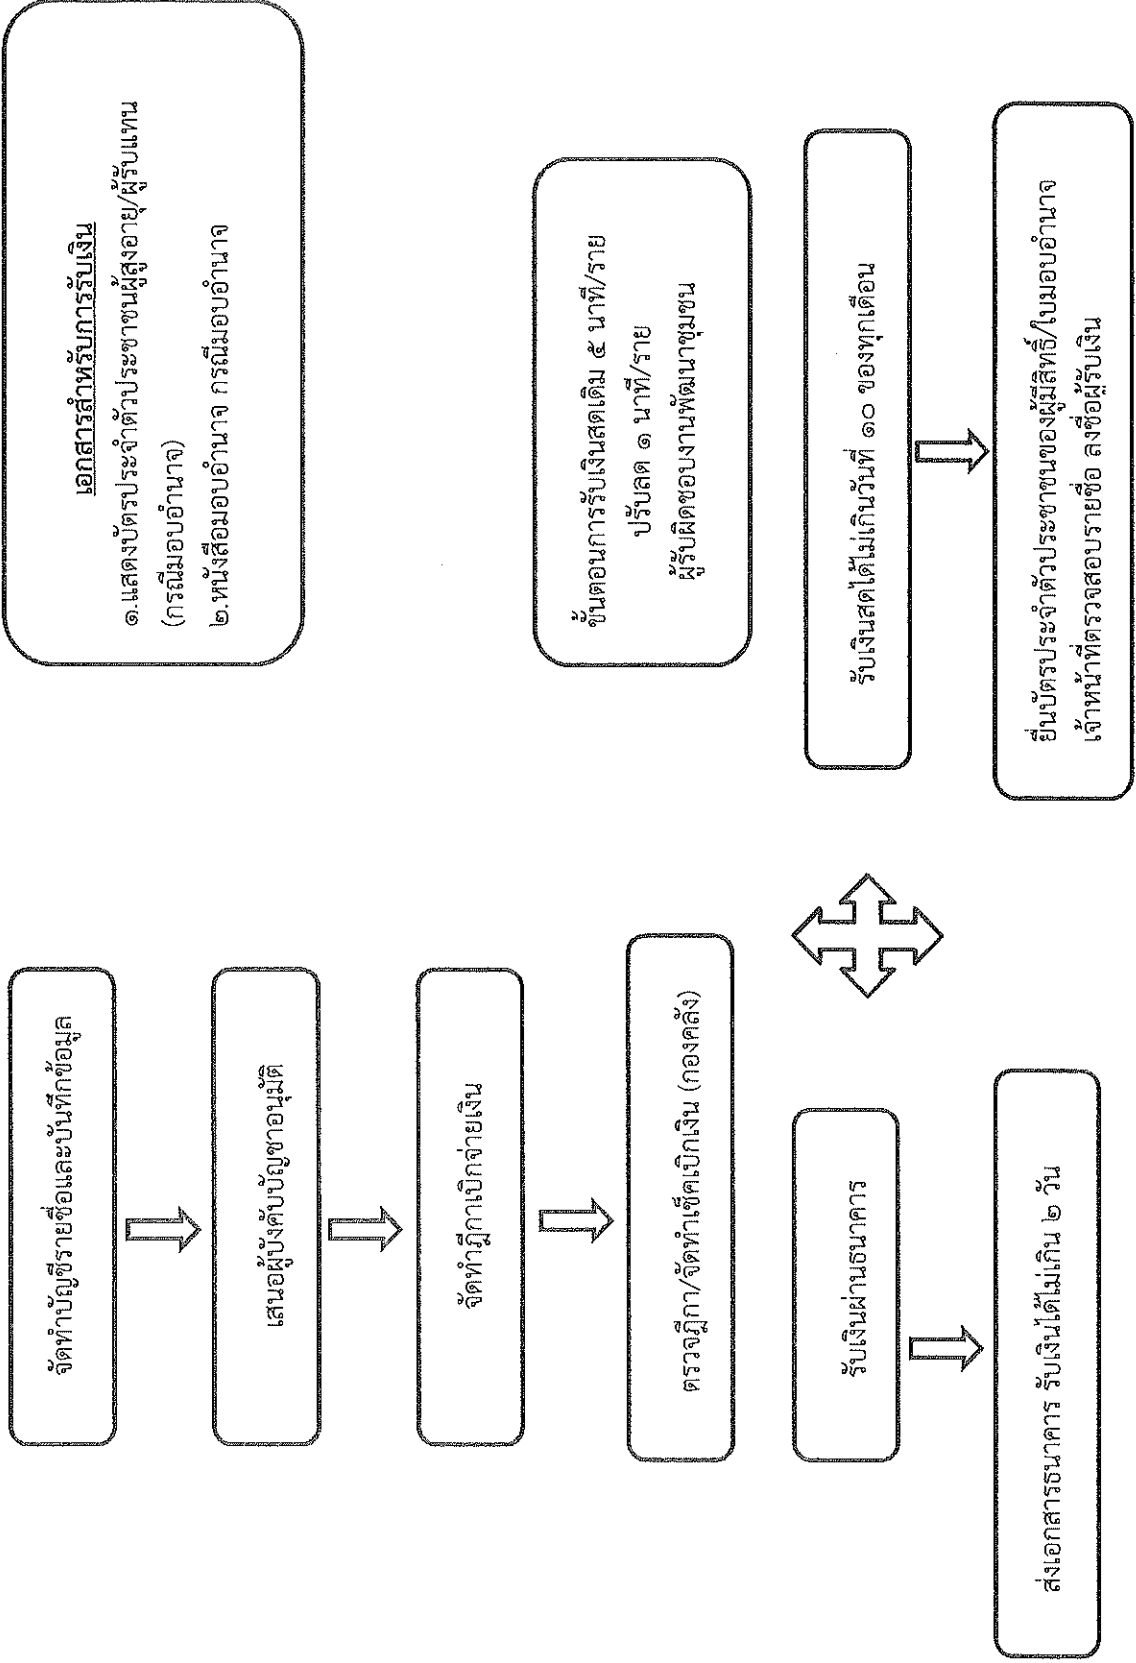 จัดทำบัญชีรายชื่อและบันทึกข้อมูล
เสนอผู้บังคับบัญชาอนุมัติ
จัดทำฎีกาเบิกจ่ายเงิน
ตรวจฎีกา/จัดทำเช็คเบิกเงิน (กองคลัง)
รับเงินผ่านธนาคาร
ส่งเอกสารธนาคาร รับเงินได้ไม่เกิน ๒ วัน
เอกสารสำหรับการรับเงิน
๑.แสดงบัตรประจำตัวประชาชนผู้สูงอายุ/ผู้รับแทน
(กรณีมอบอำนาจ)
๒.หนังสือมอบอำนาจ กรณีมอบอำนาจ
ขั้นตอนการรับเงินสดเดิม ๕ นาที/ราย
ปรับลด ๑ นาที/ราย
ผู้รับผิดชอบงานพัฒนาชุมชน
รับเงินสดได้ไม่เกินวันที่ ๑๐ ของทุกเดือน
ยื่นบัตรประจำตัวประชาชนของผู้มีสิทธิ์/ใบมอบอำนาจ
เจ้าหน้าที่ตรวจสอบรายชื่อ ลงชื่อผู้รับเงิน